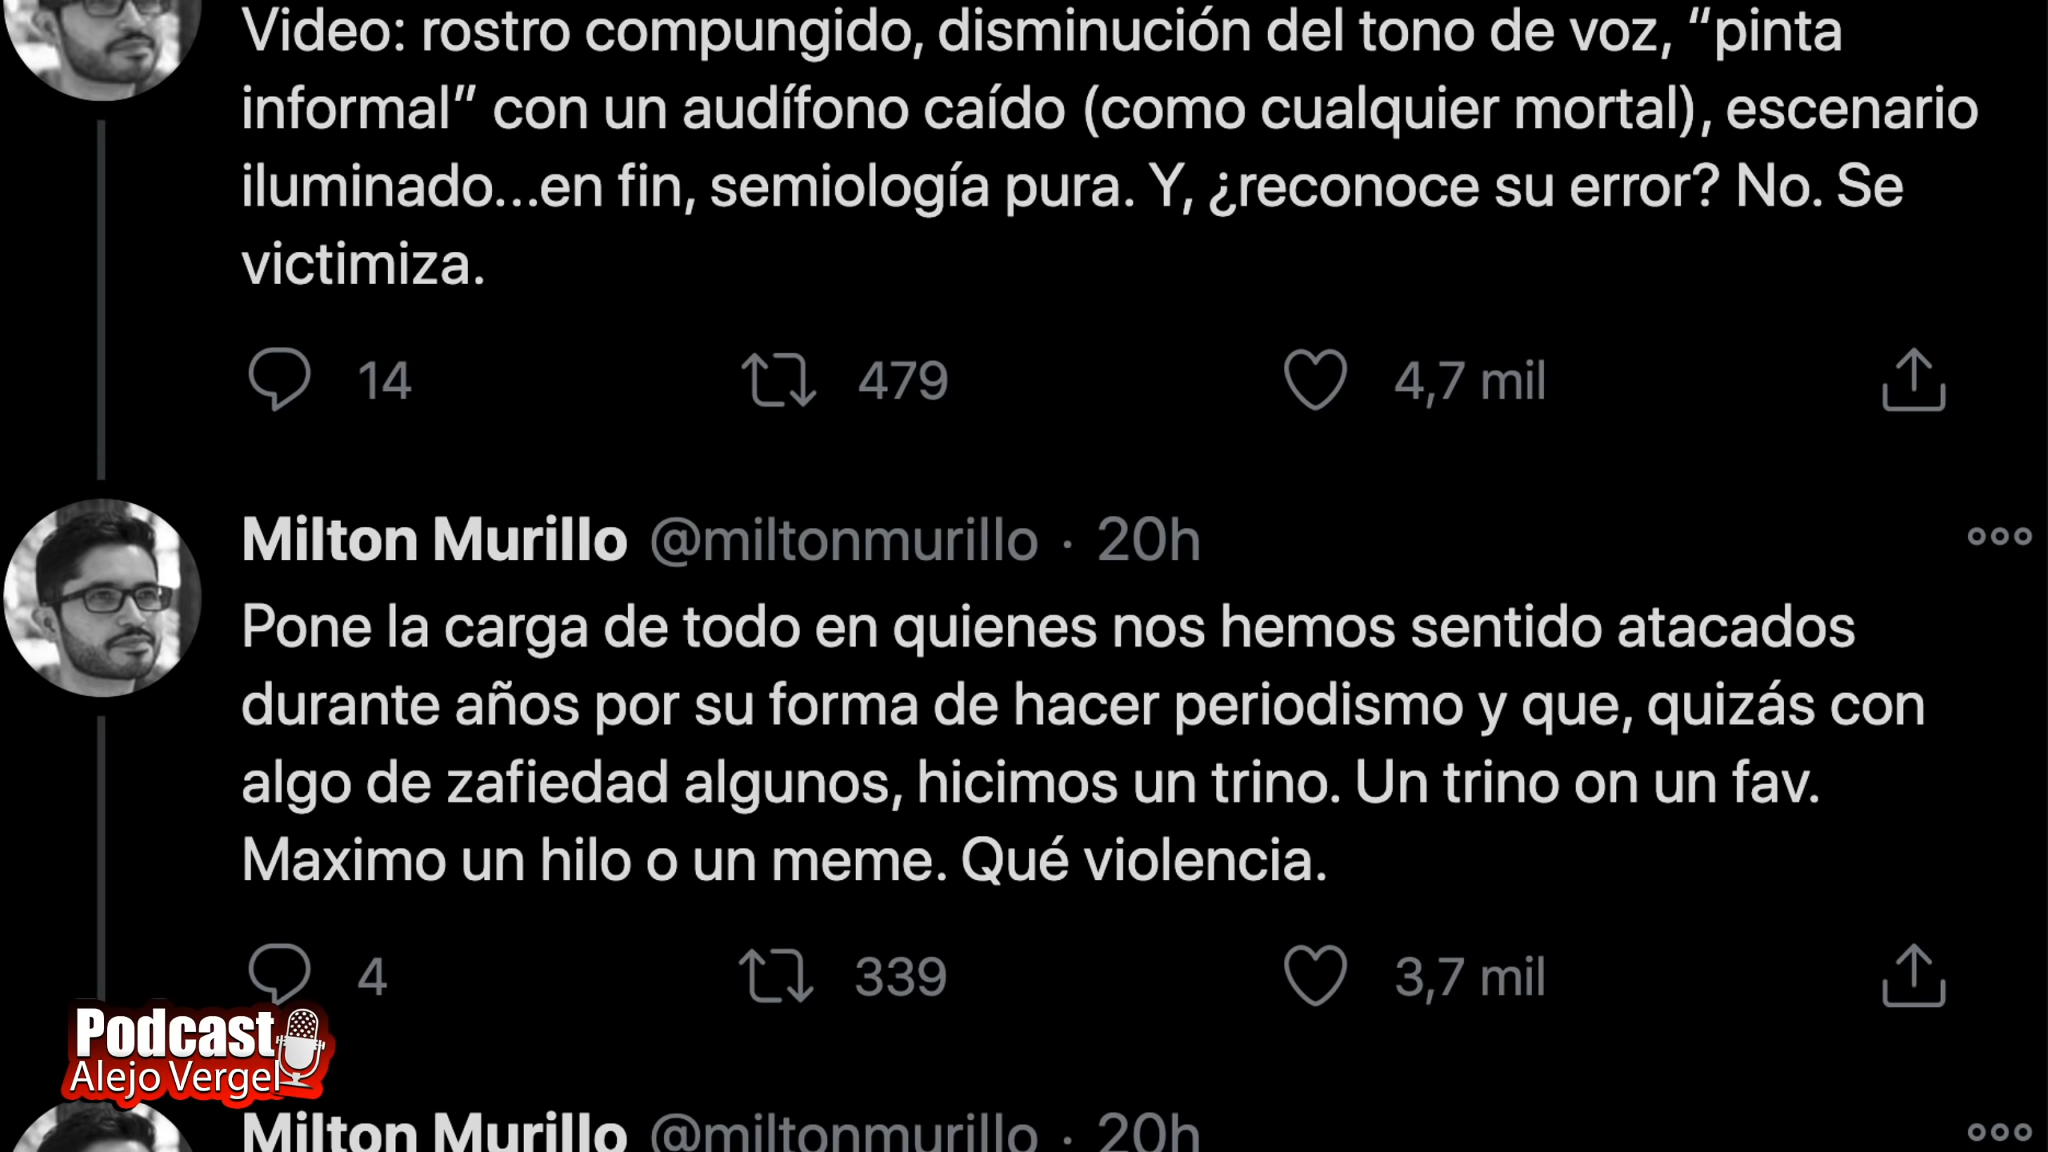 Video: rostro compungido, disminución del tono de voz, “pinta
informal” con un audífono caído (como cualquier mortal), escenario
iluminado...en fin, semiología pura. Y, ¿reconoce su error? No. Se
victimiza.
14 479 4,7 mil
Milton Murillo @miltonmurillo · 20h
Pone la carga de todo en quienes nos hemos sentido atacados
durante años por su forma de hacer periodismo y que, quizás con
algo de zafiedad algunos, hicimos un trino. Un trino on un fav.
Maximo un hilo o un meme. Qué violencia.
4 339 3,7 mil
Podcast
Alejo Vergel
Milton Murillo @miltonmurillo · 20h